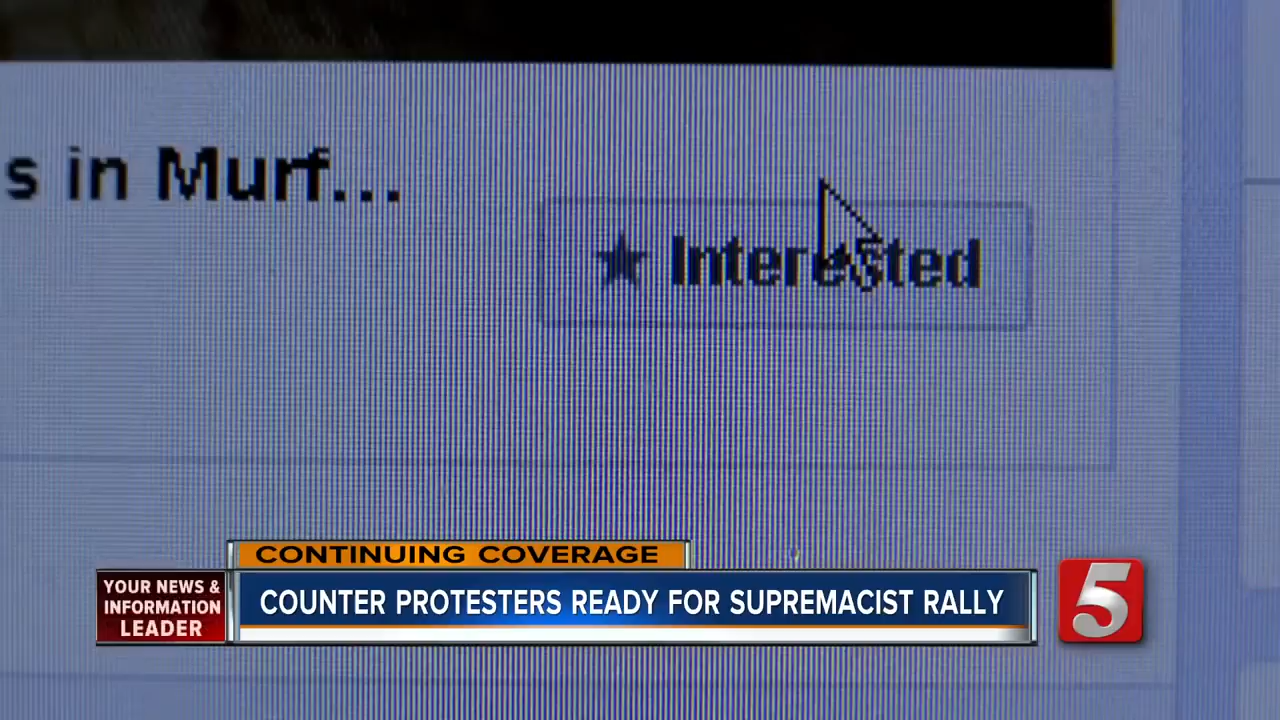 s in Murf...
★ Interested
CONTINUING COVERAGE
YOUR NEWS &
INFORMATION
LEADER
COUNTER PROTESTERS READY FOR SUPREMACIST RALLY
5